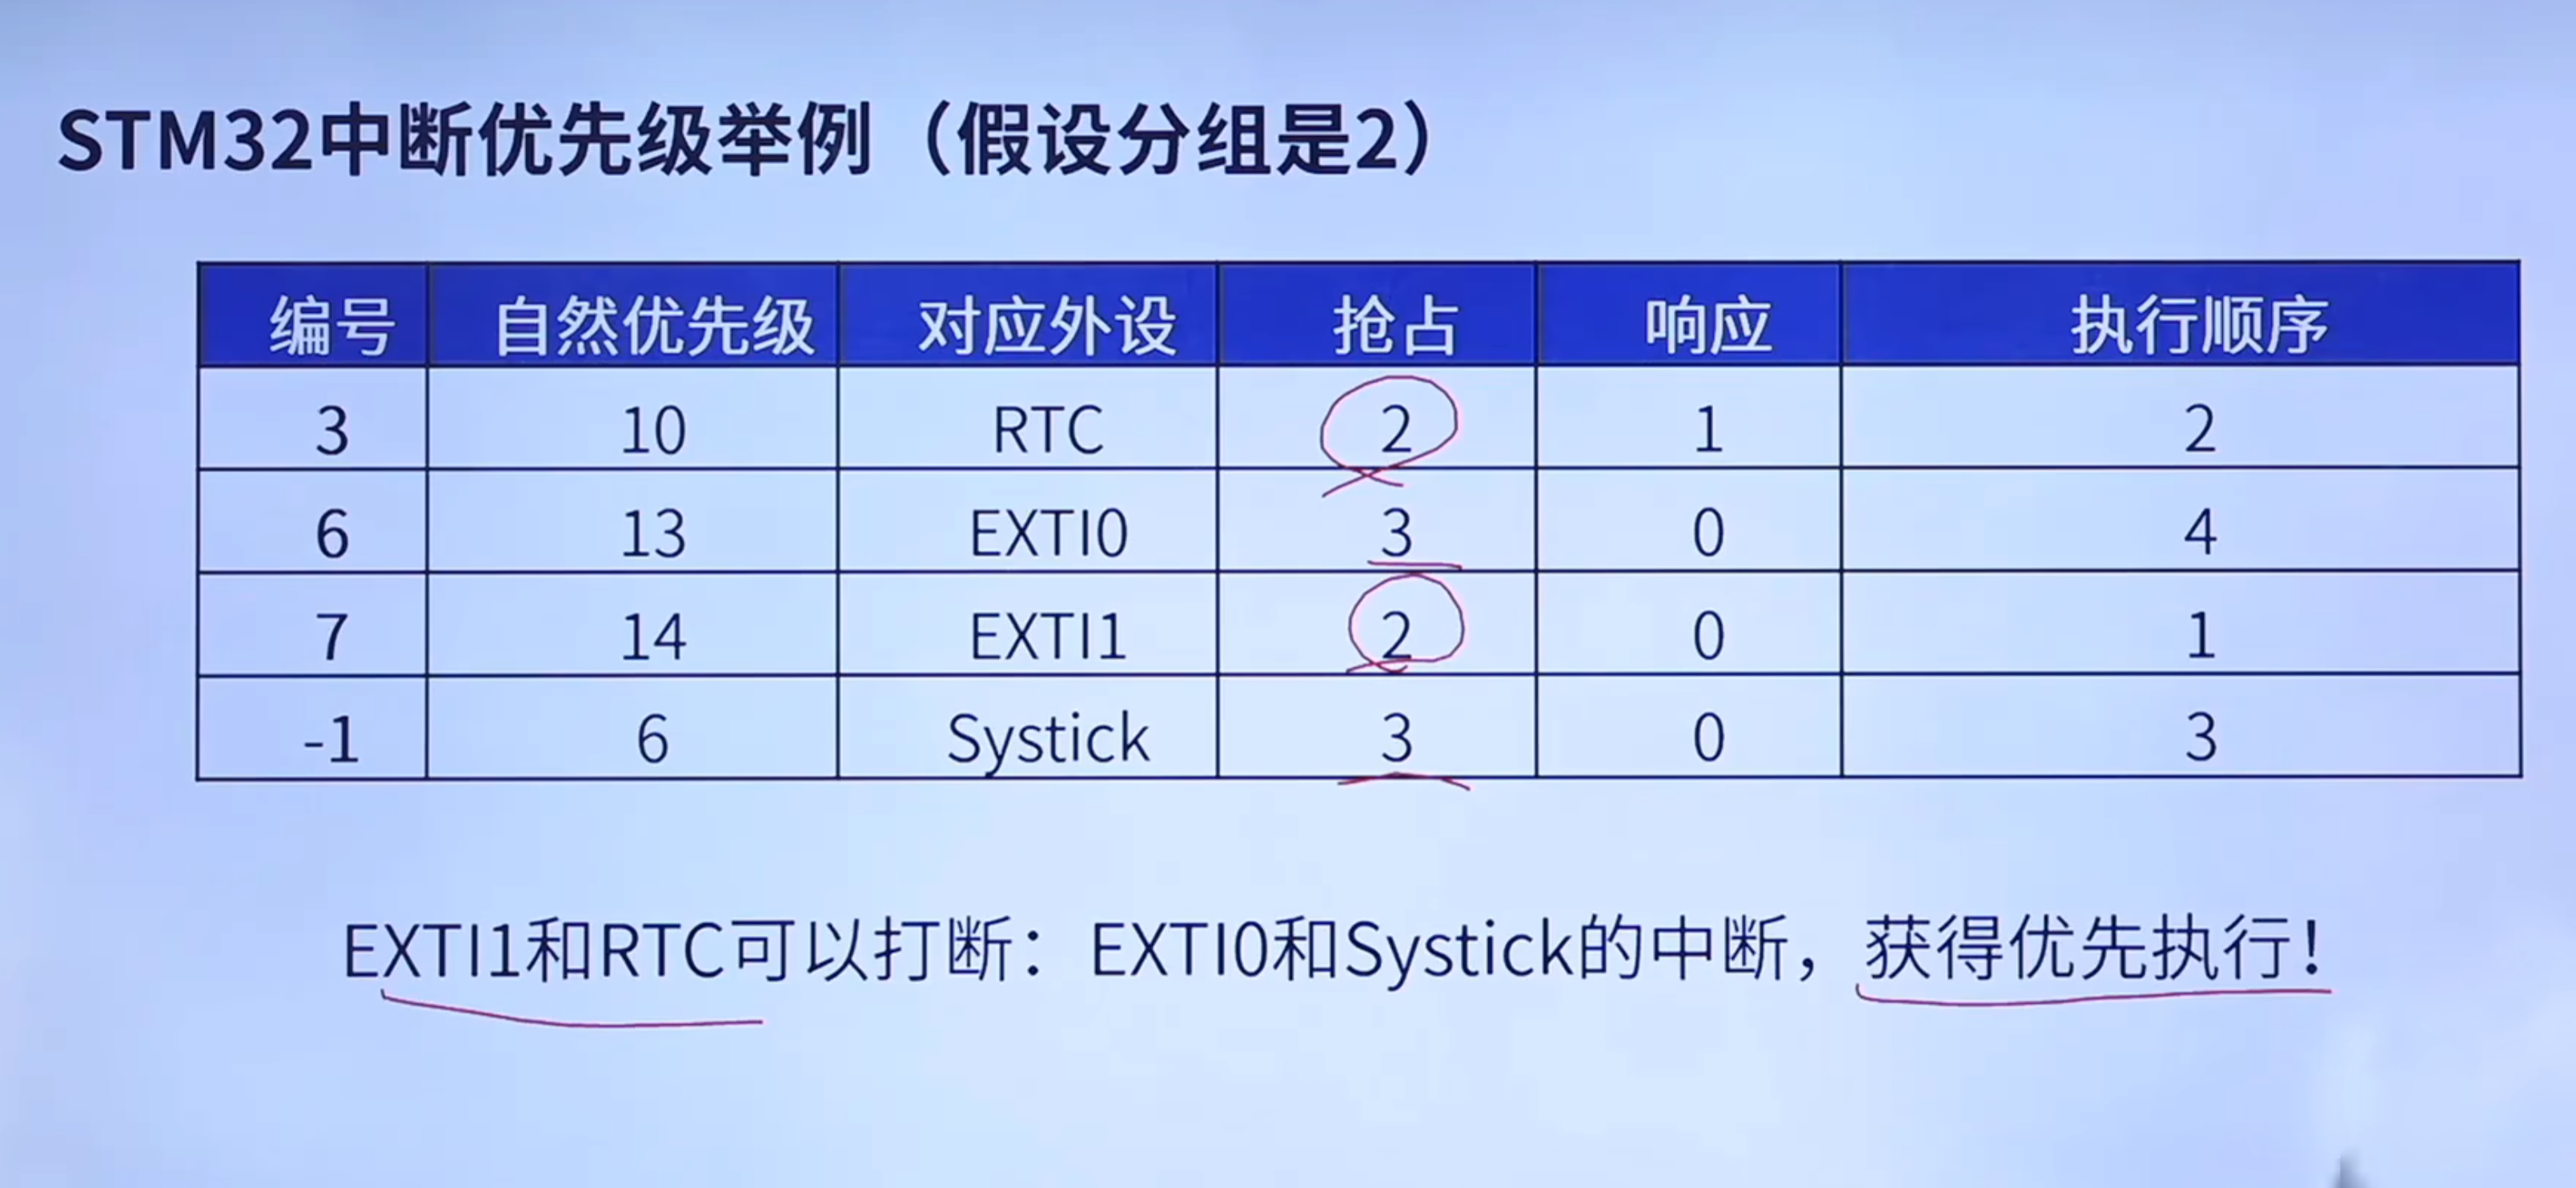 STM32中断优先级举例（假设分组是2）
编号 自然优先级 对应外设 抢占 响应 执行顺序
3 10 RTC 2 1 2
6 13 EXTI0 3 0 4
7 14 EXTI1 2 0 1
-1 6 Systick 3 0 3
EXTI1和RTC可以打断：EXTI0和Systick的中断，获得优先执行！